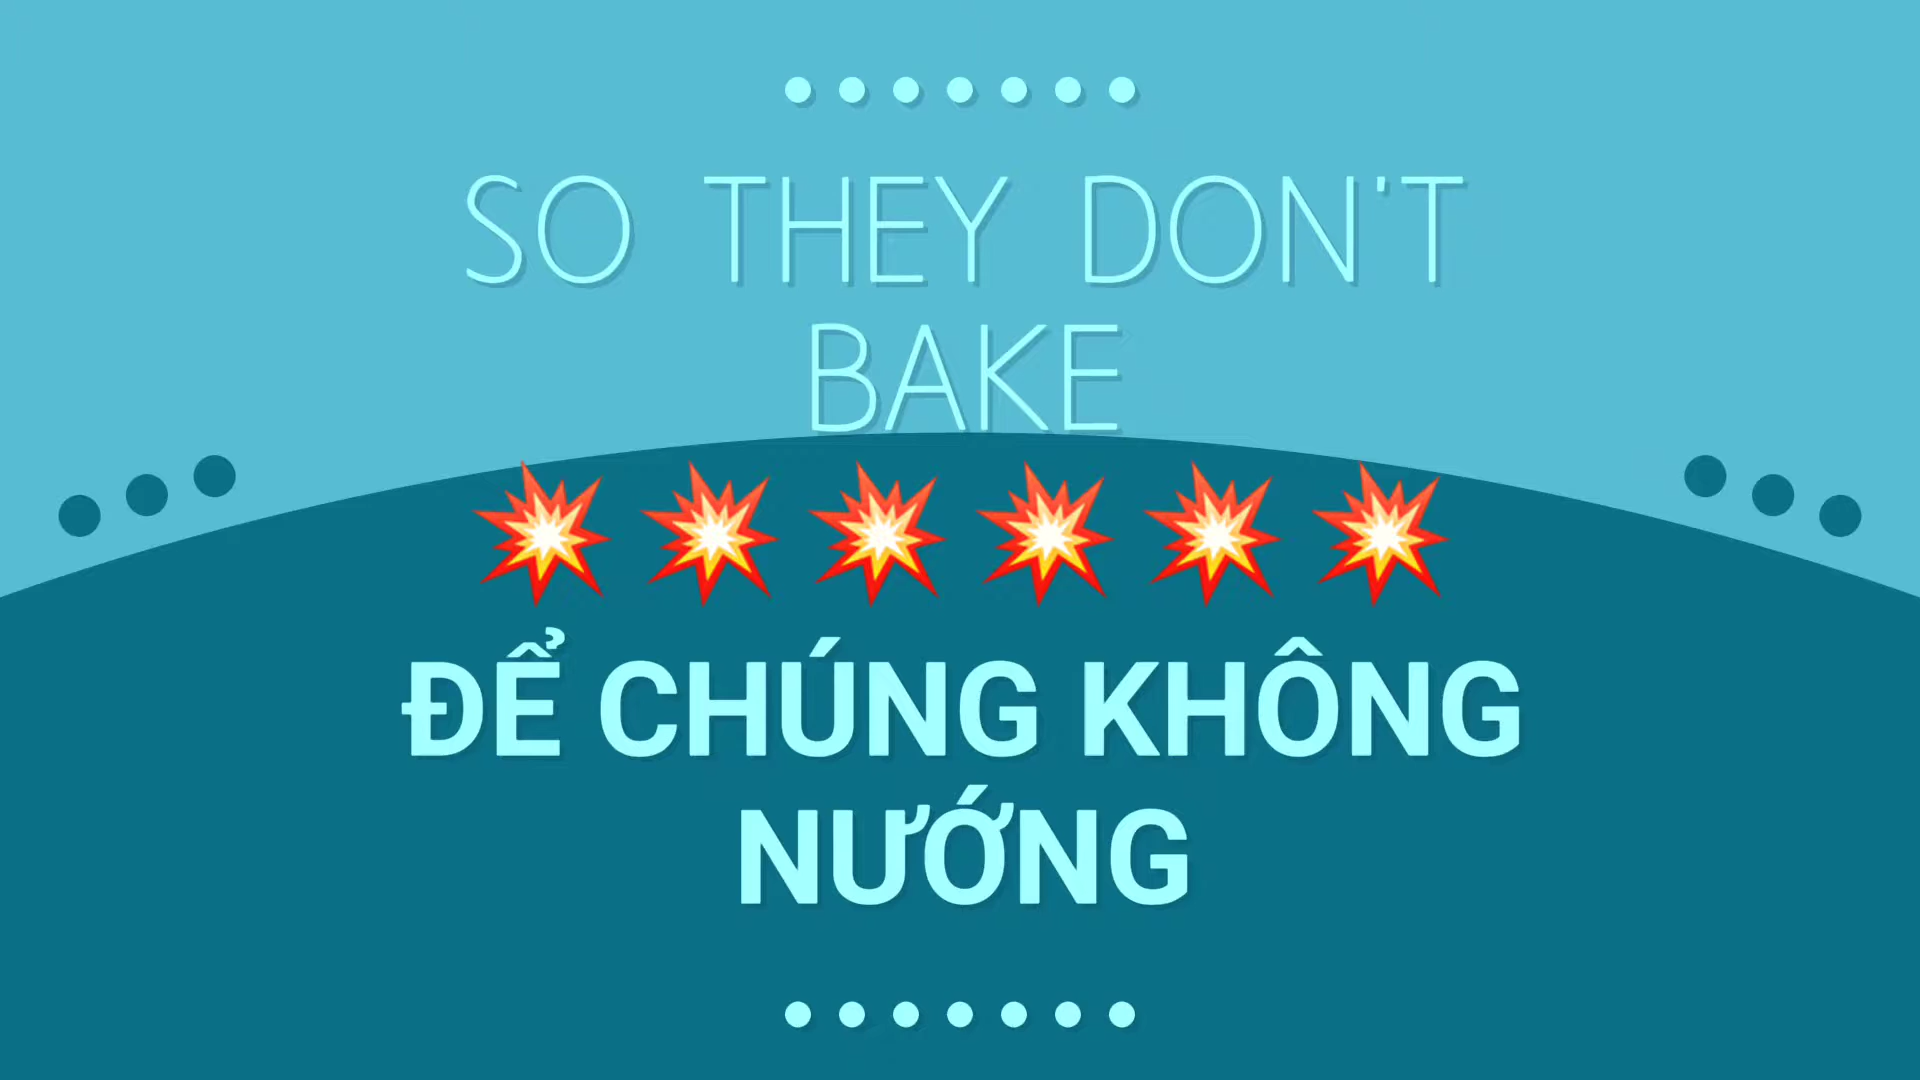 SO THEY DON'T
BAKE
💥💥💥💥💥💥
ĐỂ CHÚNG KHÔNG
NƯỚNG